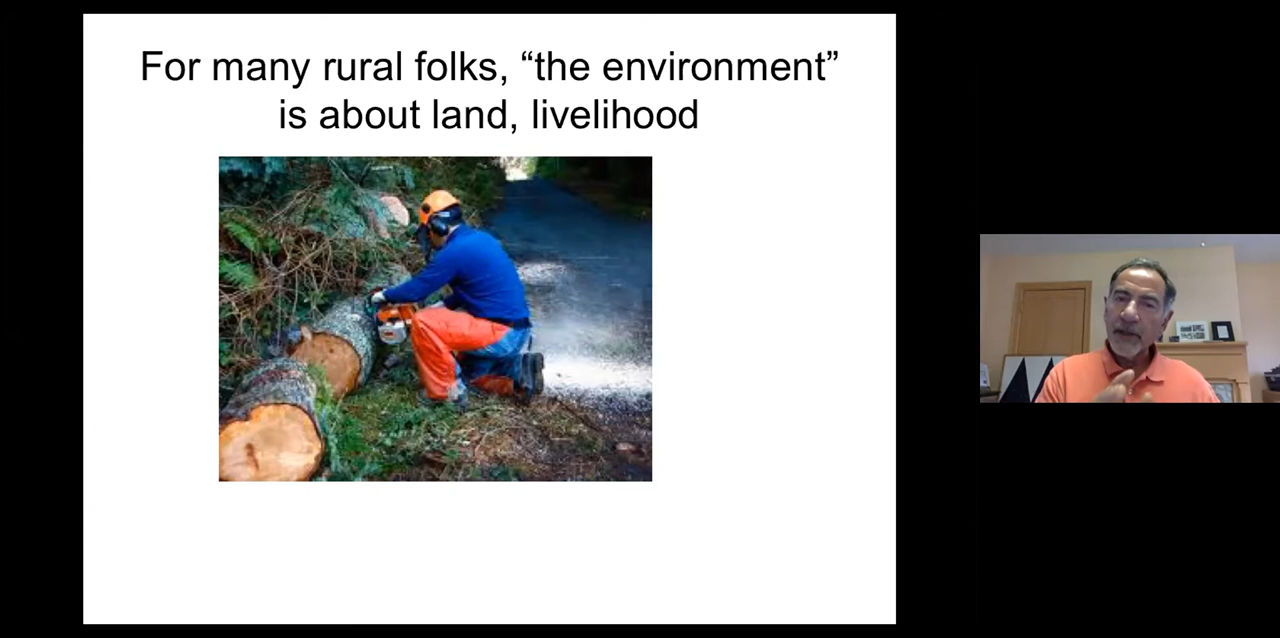 For many rural folks, “the environment”
is about land, livelihood